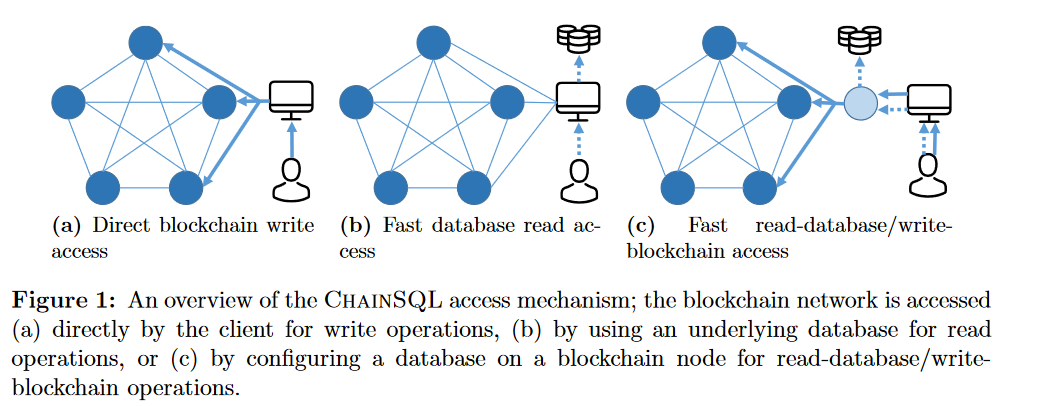 (a) Direct blockchain write access
(b) Fast database read ac-
cess
(c) Fast read-database/write-
blockchain access
Figure 1: An overview of the CHAINSQL access mechanism; the blockchain network is accessed
(a) directly by the client for write operations, (b) by using an underlying database for read
operations, or (c) by configuring a database on a blockchain node for read-database/write-
blockchain operations.